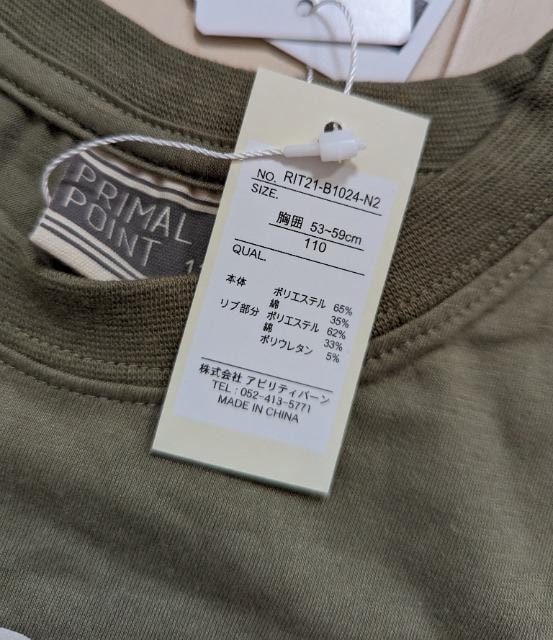 PRIMAL
POINT
11
NO. RIT21-B1024-N2
SIZE.
胸囲 53~59cm
110
QUAL.
本体 ポリエステル 65%
綿 35%
リブ部分 ポリエステル 62%
綿 33%
ポリウレタン 5%
株式会社 アビリティバーン
TEL:052-413-5771
MADE IN CHINA